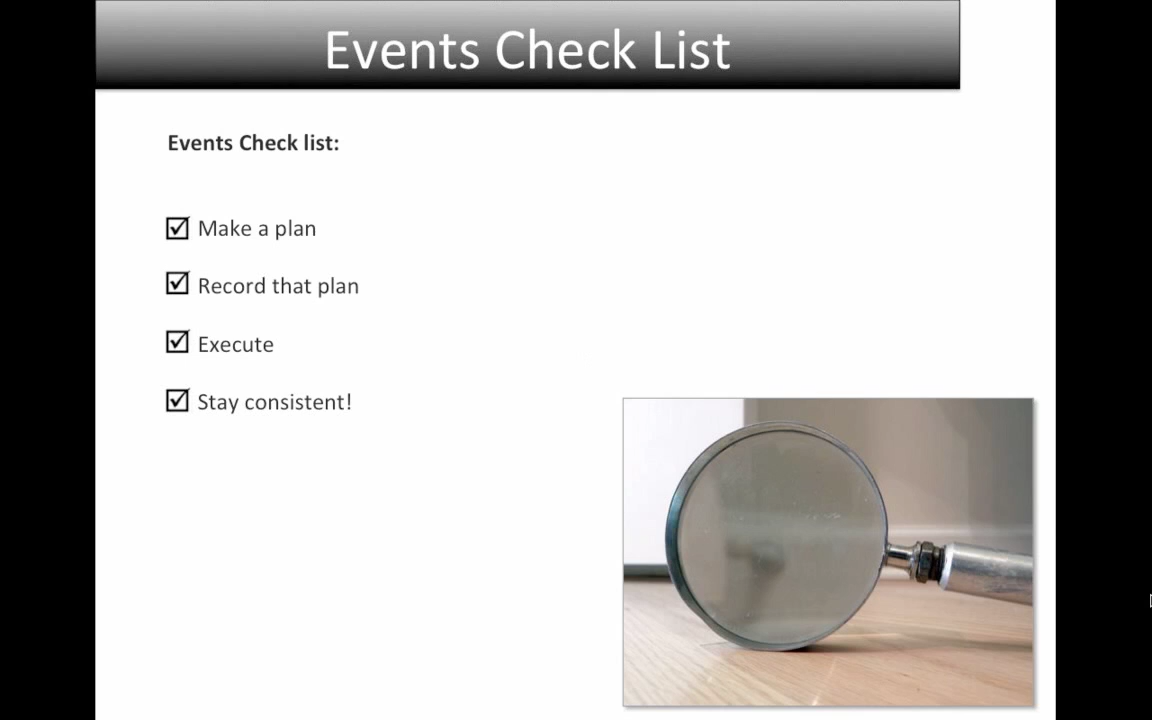 Events Check List
Events Check list:
Make a plan
Record that plan
Execute
Stay consistent!